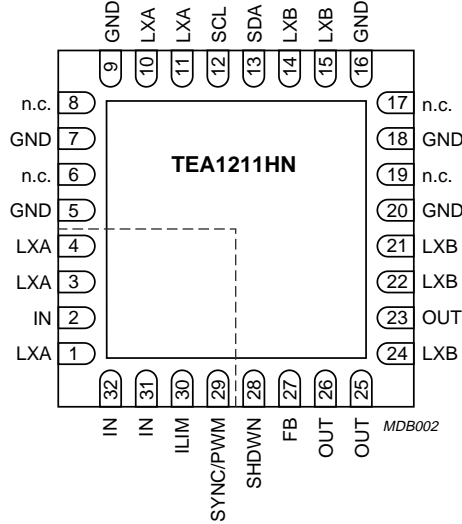 GND LXA LXA SCL SDA LXB LXB GND
9 10 11 12 13 14 15 16
n.c. 8 17 n.c.
GND 7 18 GND
n.c. 6 TEA1211HN 19 n.c.
GND 5 20 GND
LXA 4 21 LXB
LXA 3 22 LXB
IN 2 23 OUT
LXA 1 24 LXB
32 31 30 29 28 27 26 25
IN IN ILIM SYNC/PWM SHDWN FB OUT OUT
MDB002